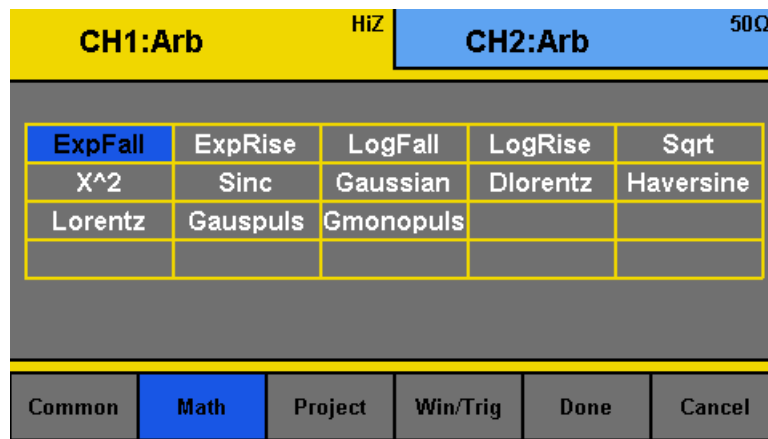 CH1:Arb HiZ CH2:Arb 50Ω
ExpFall ExpRise LogFall LogRise Sqrt
X^2 Sinc Gaussian Dlorentz Haversine
Lorentz Gauspuls Gmonopuls
Common Math Project Win/Trig Done Cancel